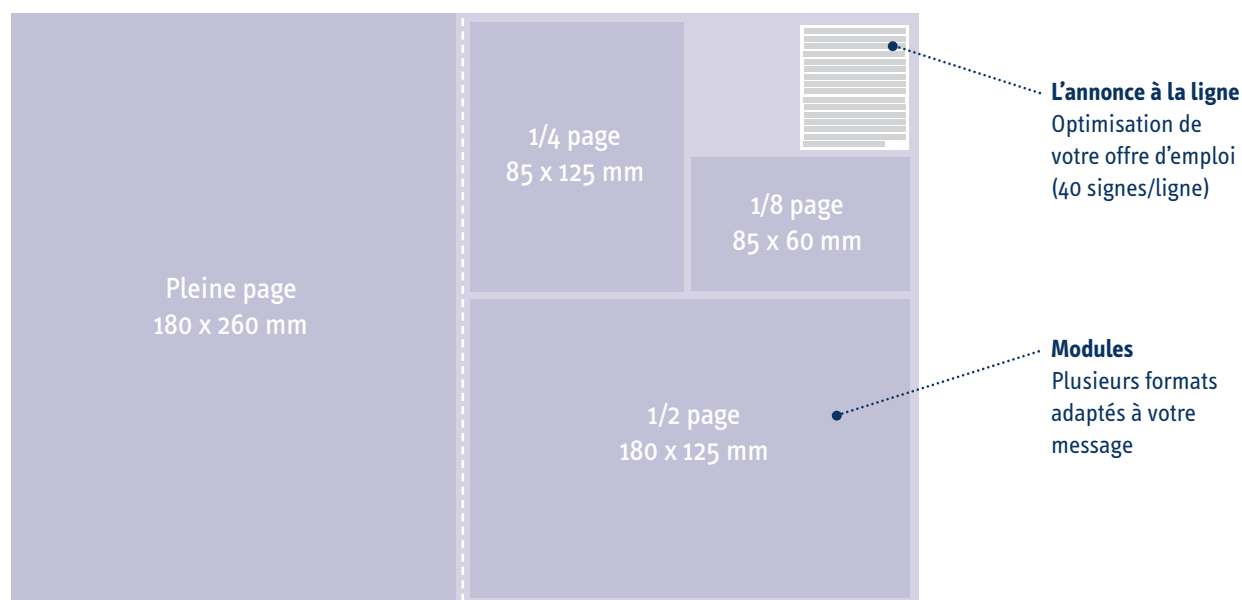 Pleine page
180 x 260 mm
1/4 page
85 x 125 mm
1/8 page
85 x 60 mm
1/2 page
180 x 125 mm
L’annonce à la ligne
Optimisation de
votre offre d’emploi
(40 signes/ligne)
Modules
Plusieurs formats
adaptés à votre
message